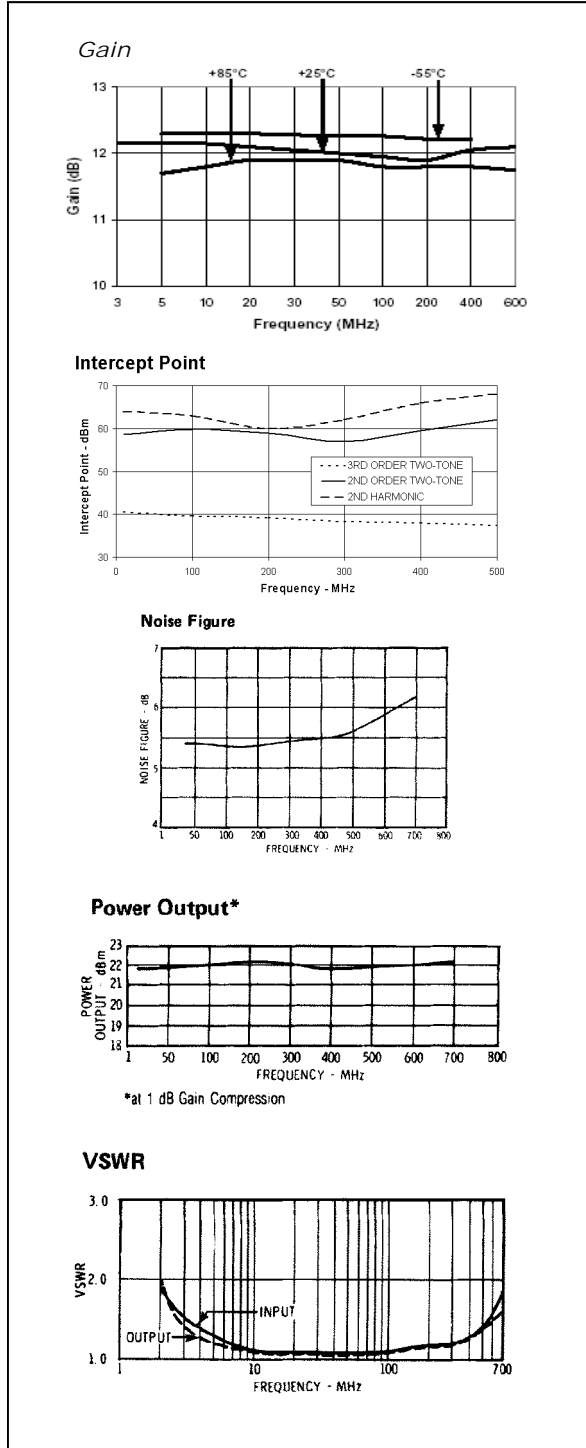 Gain
+85°C +25°C -55°C
13
12
11
10
Gain (dB)
3 5 10 20 30 50 100 200 400 600
Frequency (MHz)
Intercept Point
70
60
50
40
30
Intercept Point - dBm
3RD ORDER TWO-TONE
2ND ORDER TWO-TONE
2ND HARMONIC
0 100 200 300 400 500
Frequency - MHz
Noise Figure
7
6
5
4
NOISE FIGURE - dB
1 50 100 200 300 400 500 600 700 800
FREQUENCY - MHz
Power Output*
23
22
21
20
19
18
POWER
OUTPUT - dBm
1 50 100 200 300 400 500 600 700 800
FREQUENCY - MHz
*at 1 dB Gain Compression
VSWR
3.0
2.0
1.0
VSWR
INPUT
OUTPUT
1 10 100 700
FREQUENCY - MHz